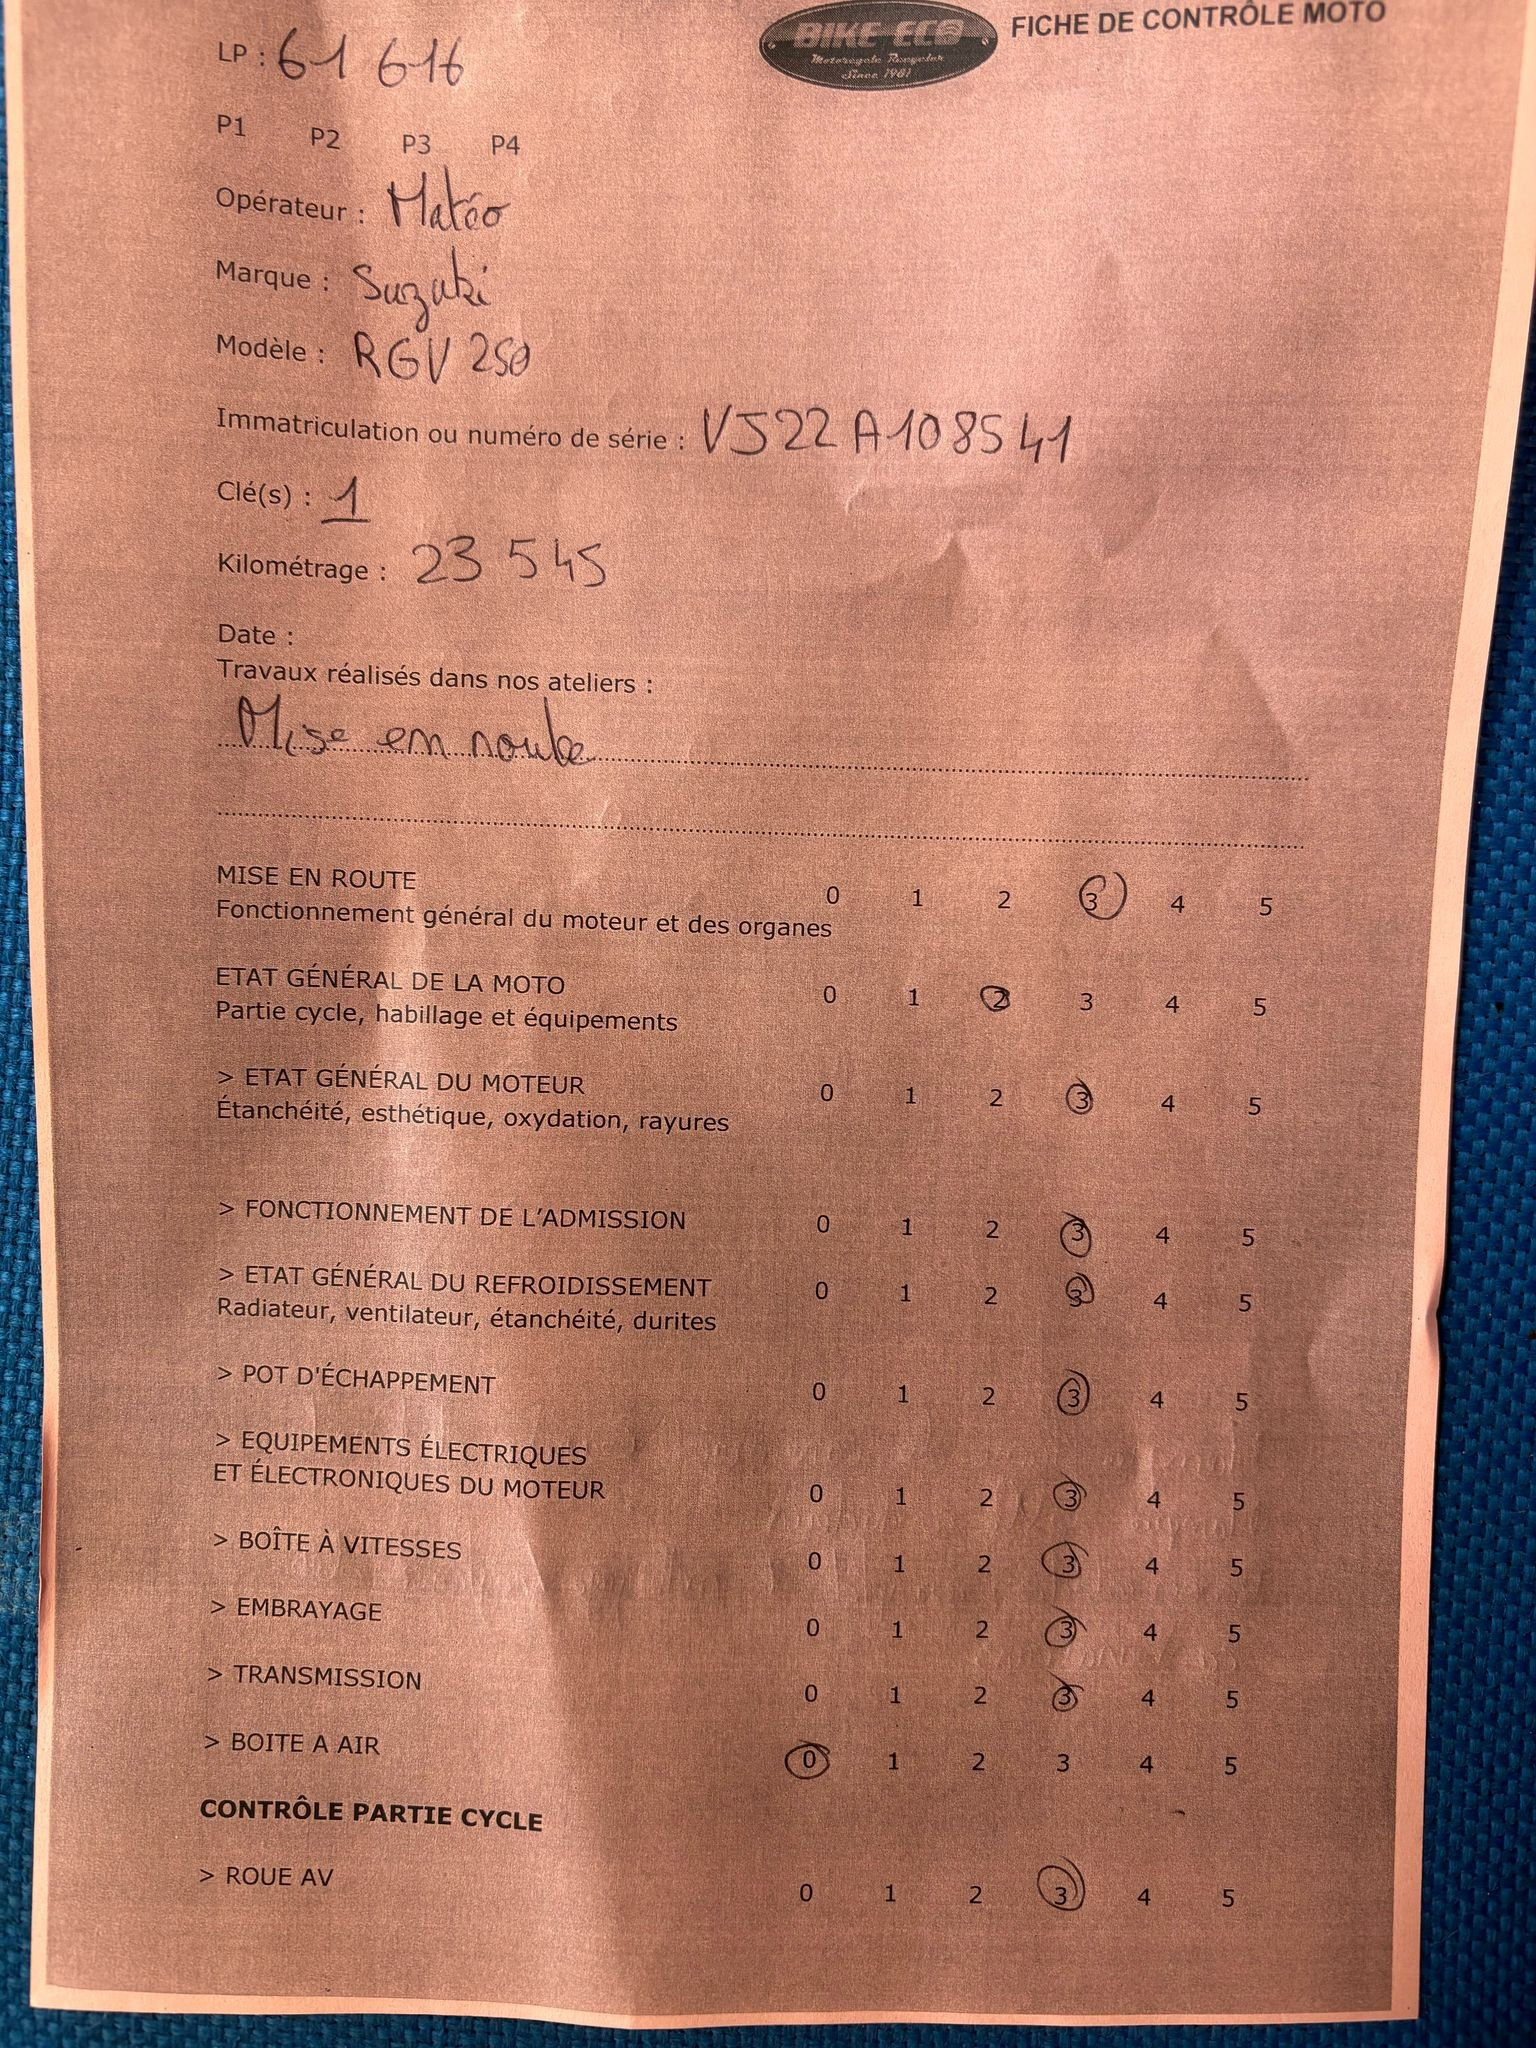 BIKE ECO
Motorcycle Recycler
Since 1981
FICHE DE CONTRÔLE MOTO
LP : 61 616
P1 P2 P3 P4
Opérateur : Matéo
Marque : Suzuki
Modèle : RGV 250
Immatriculation ou numéro de série : VJ22A108541
Clé(s) : 1
Kilométrage : 23 545
Date :
Travaux réalisés dans nos ateliers :
Mise en route
MISE EN ROUTE 0 1 2 3 4 5
Fonctionnement général du moteur et des organes
ETAT GÉNÉRAL DE LA MOTO 0 1 2 3 4 5
Partie cycle, habillage et équipements
> ETAT GÉNÉRAL DU MOTEUR 0 1 2 3 4 5
Étanchéité, esthétique, oxydation, rayures
> FONCTIONNEMENT DE L'ADMISSION 0 1 2 3 4 5
> ETAT GÉNÉRAL DU REFROIDISSEMENT 0 1 2 3 4 5
Radiateur, ventilateur, étanchéité, durites
> POT D'ÉCHAPPEMENT 0 1 2 3 4 5
> EQUIPEMENTS ÉLECTRIQUES
ET ÉLECTRONIQUES DU MOTEUR 0 1 2 3 4 5
> BOÎTE À VITESSES 0 1 2 3 4 5
> EMBRAYAGE 0 1 2 3 4 5
> TRANSMISSION 0 1 2 3 4 5
> BOITE A AIR 0 1 2 3 4 5
CONTRÔLE PARTIE CYCLE
> ROUE AV 0 1 2 3 4 5